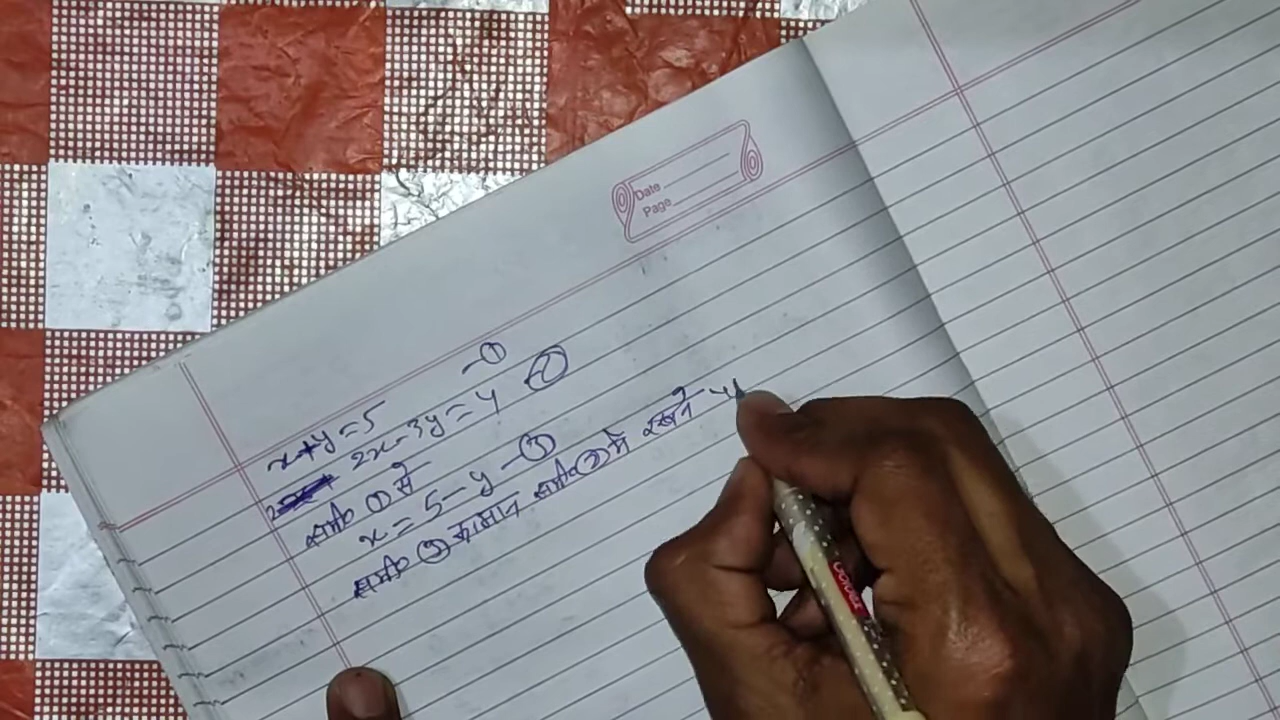 Date
Page
x+y=5 —①
2x-3y=4 ②
समी० ① से
x=5-y —③
समी० ③ का मान समी० ② में रखने पर